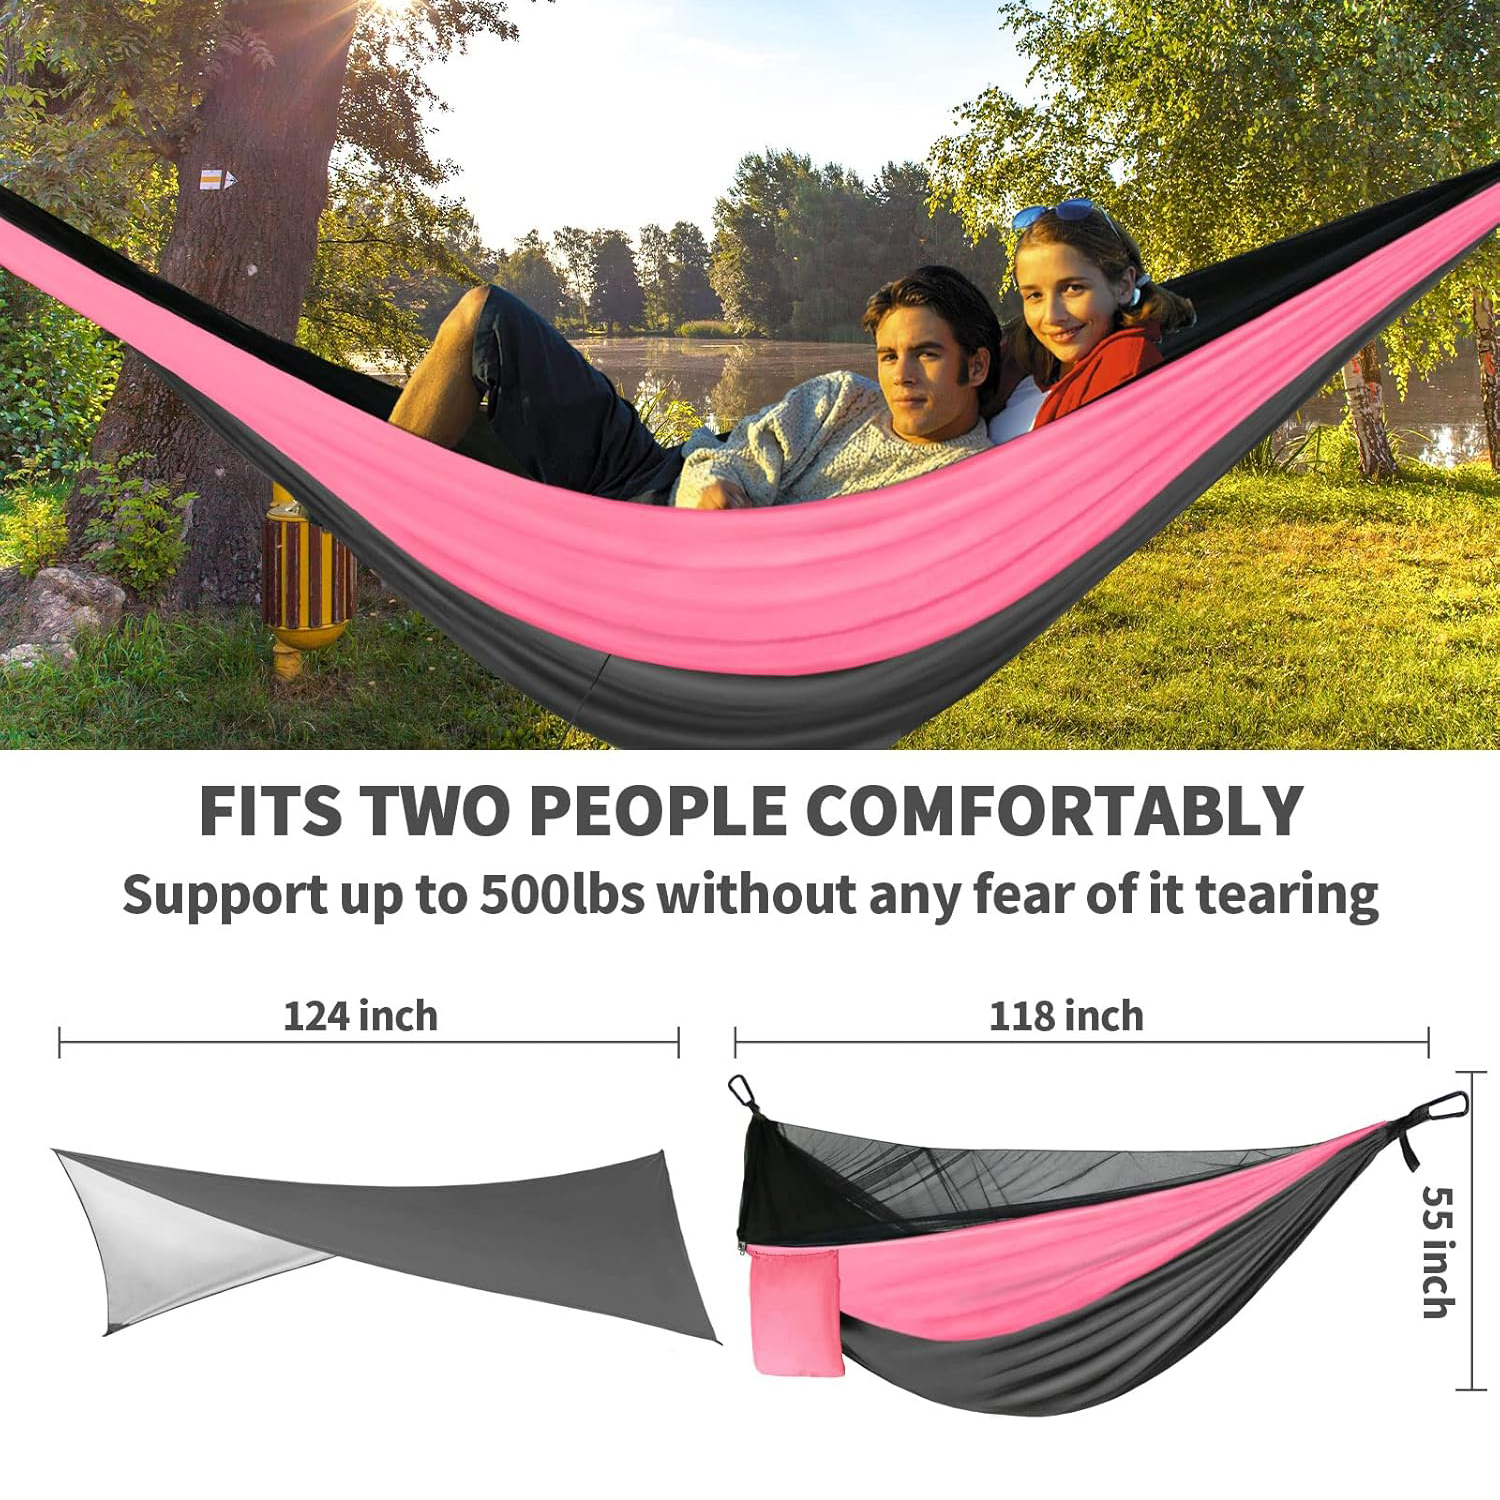 FITS TWO PEOPLE COMFORTABLY
Support up to 500lbs without any fear of it tearing
124 inch
118 inch
55 inch